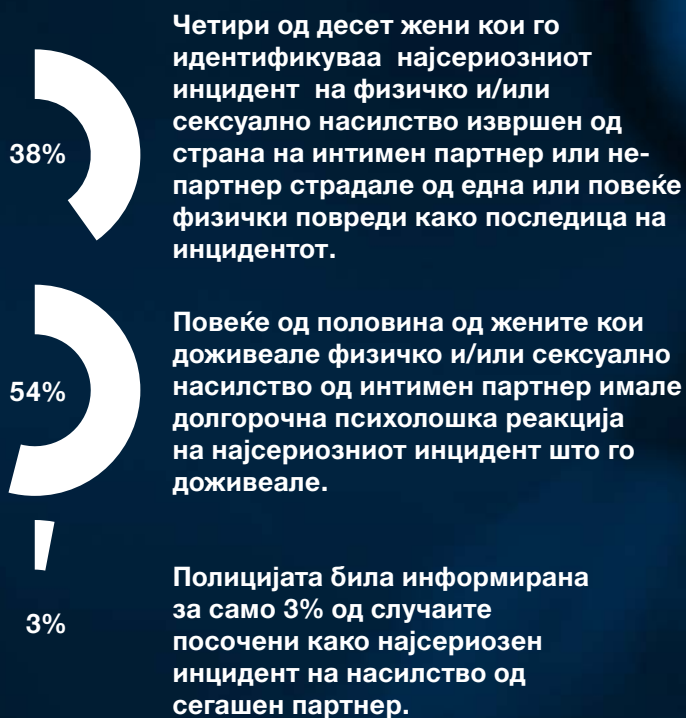 38%
Четири од десет жени кои го
идентификуваа најсериозниот
инцидент на физичко и/или
сексуално насилство извршен од
страна на интимен партнер или не-
партнер страдале од една или повеќе
физички повреди како последица на
инцидентот.
54%
Повеќе од половина од жените кои
доживеале физичко и/или сексуално
насилство од интимен партнер имале
долгорочна психолошка реакција
на најсериозниот инцидент што го
доживеале.
3%
Полицијата била информирана
за само 3% од случаите
посочени како најсериозен
инцидент на насилство од
сегашен партнер.